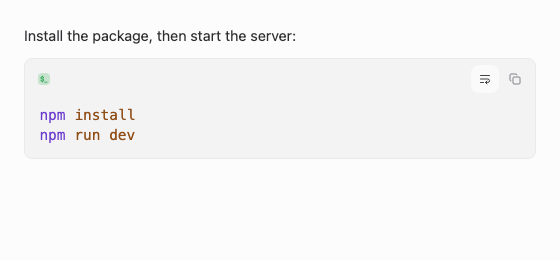 Install the package, then start the server:
$_
npm install
npm run dev